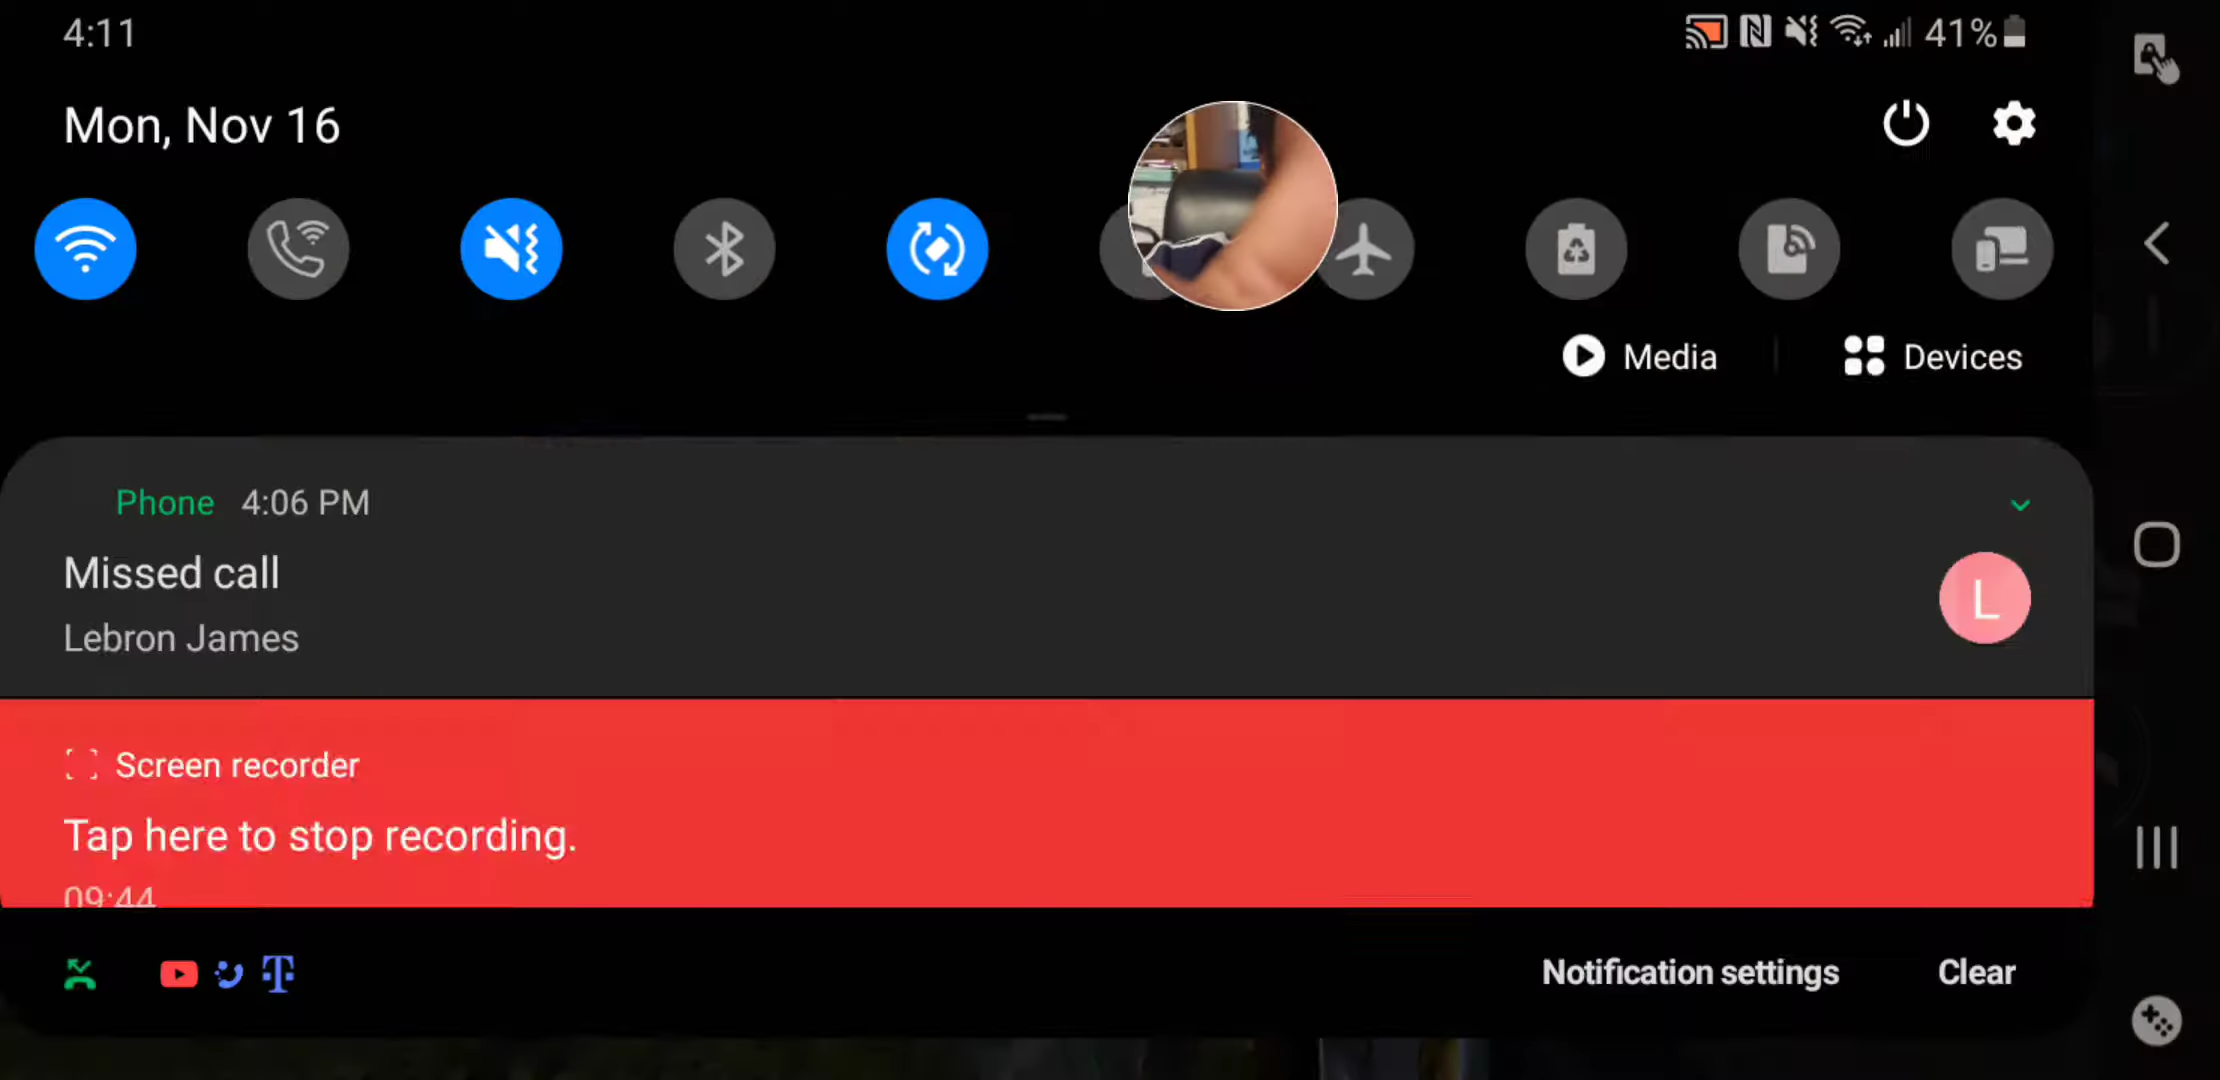 4:11
41%
Mon, Nov 16
Media
Devices
Phone 4:06 PM
Missed call
Lebron James
L
Screen recorder
Tap here to stop recording.
09:44
Notification settings
Clear